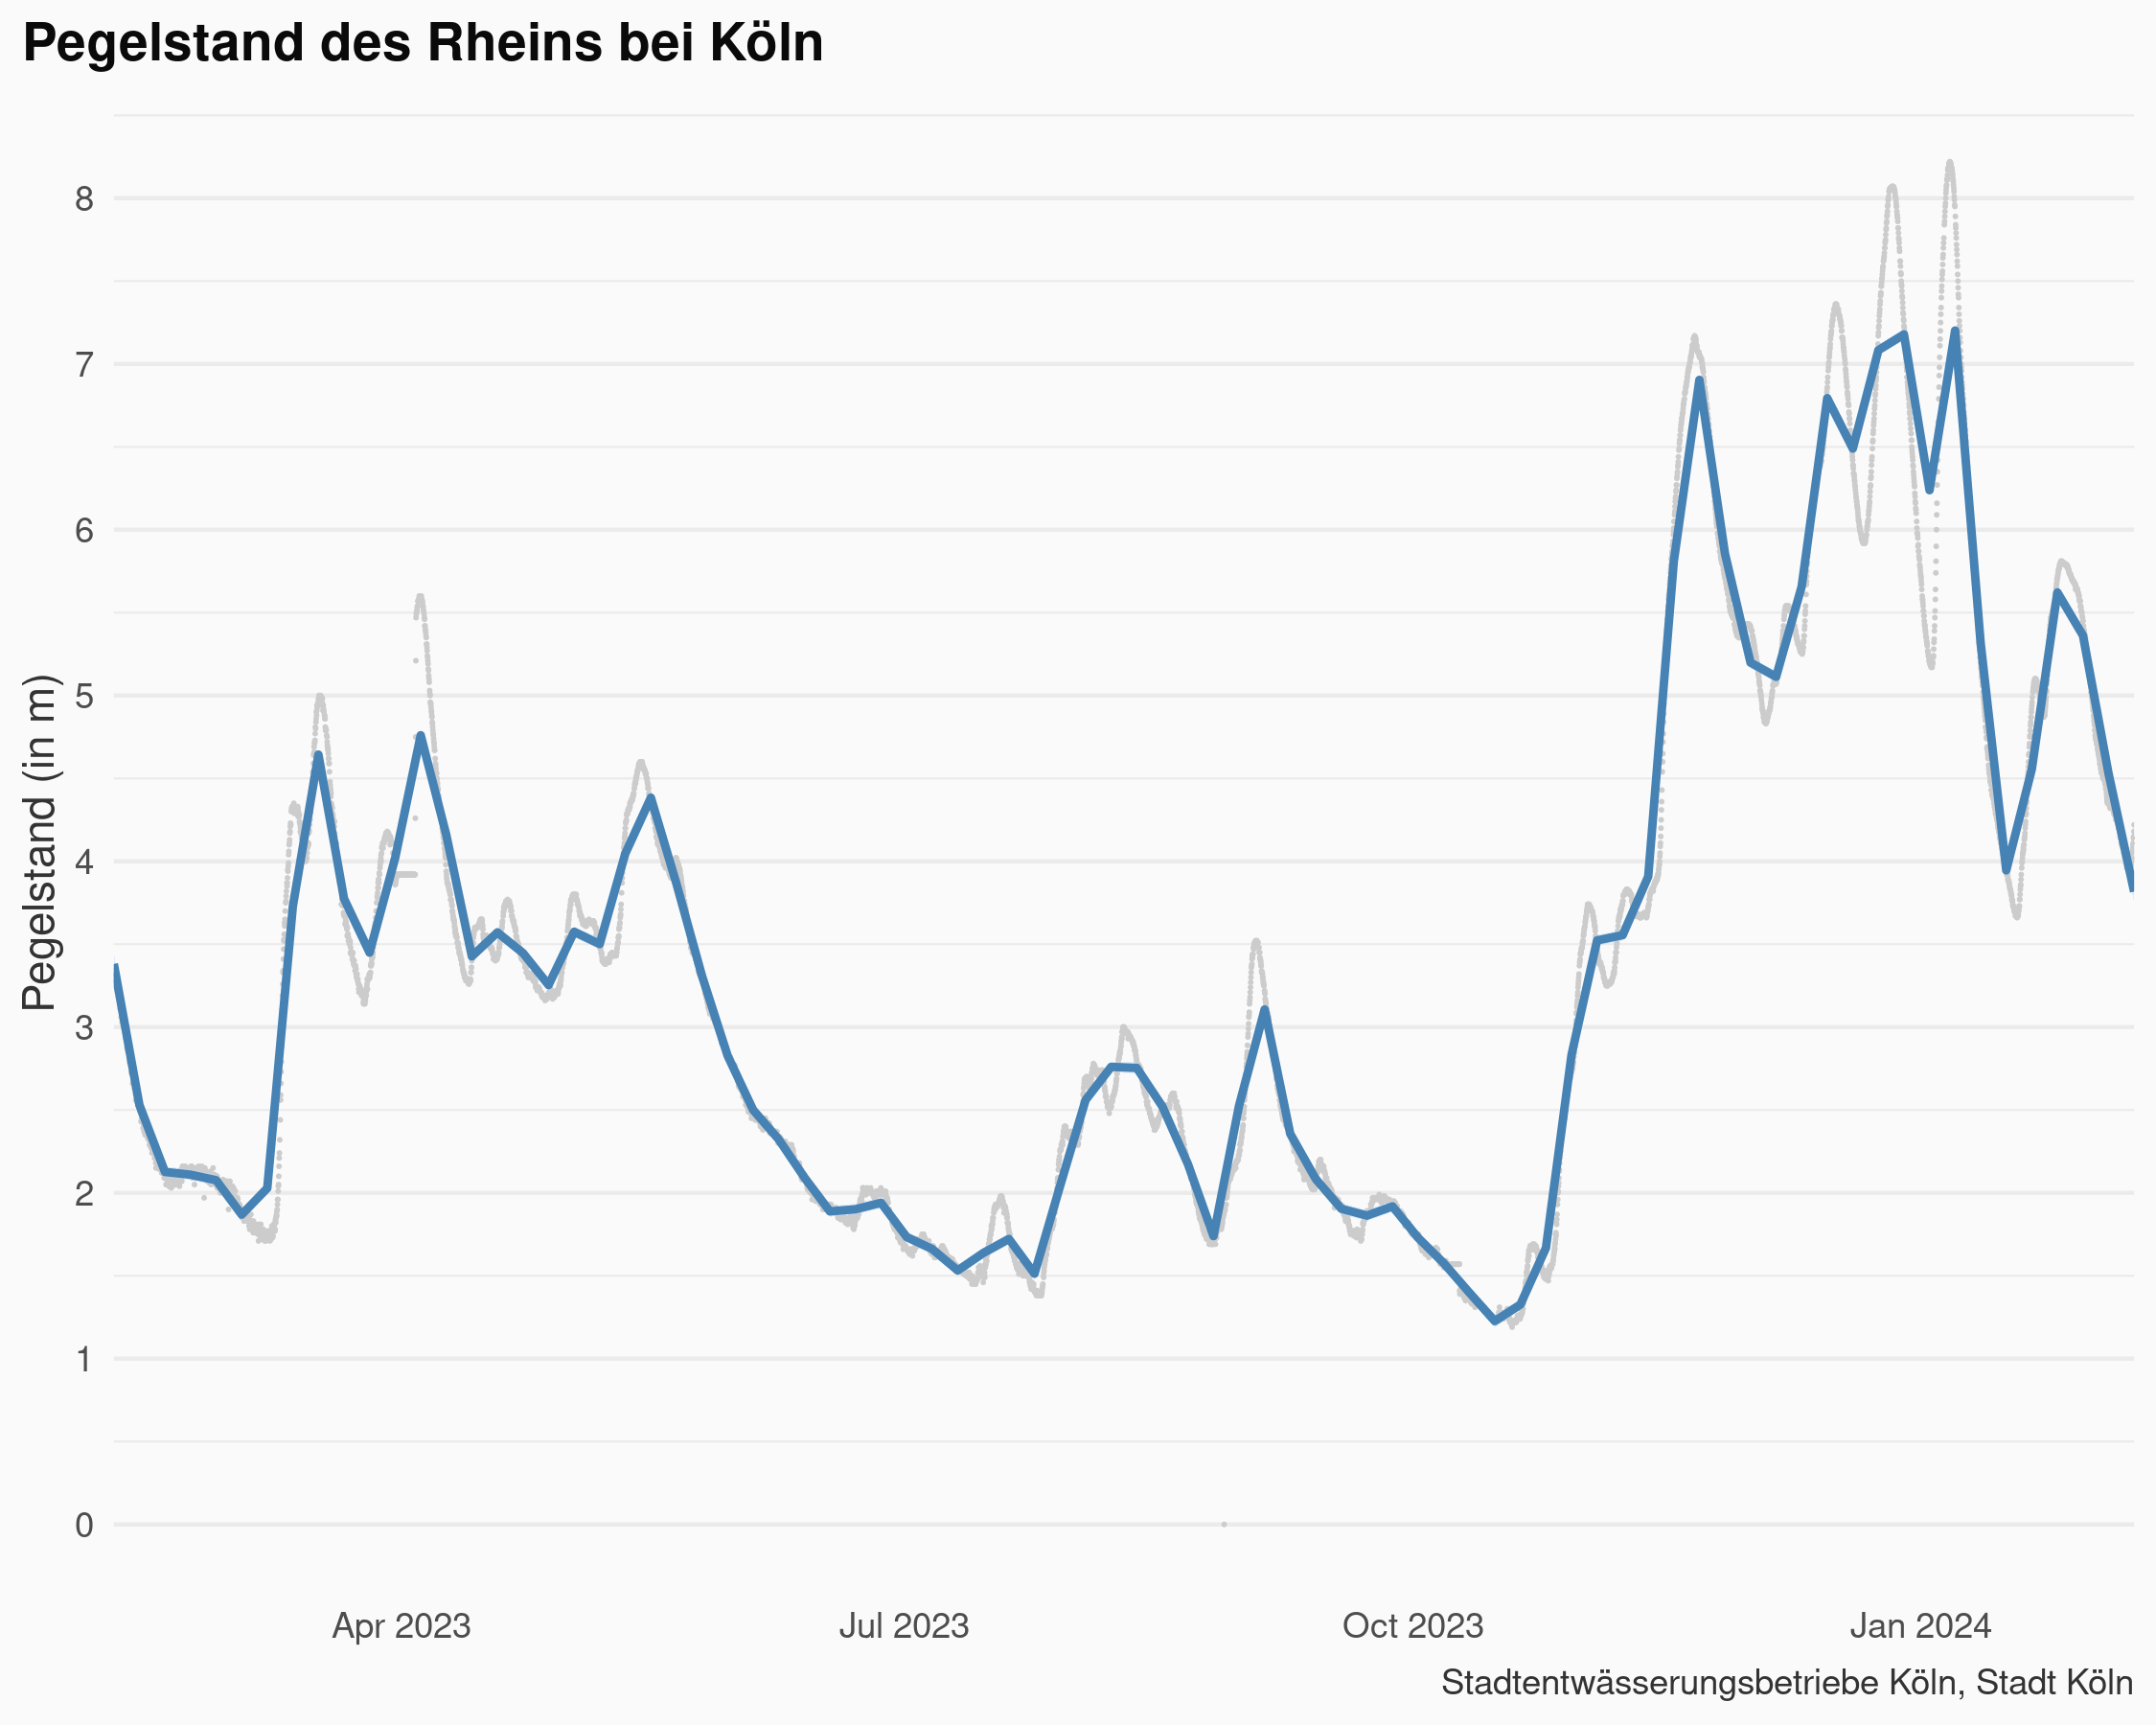 Pegelstand des Rheins bei Köln
Pegelstand (in m)
8
7
6
5
4
3
2
1
0
Apr 2023 Jul 2023 Oct 2023 Jan 2024
Stadtentwässerungsbetriebe Köln, Stadt Köln